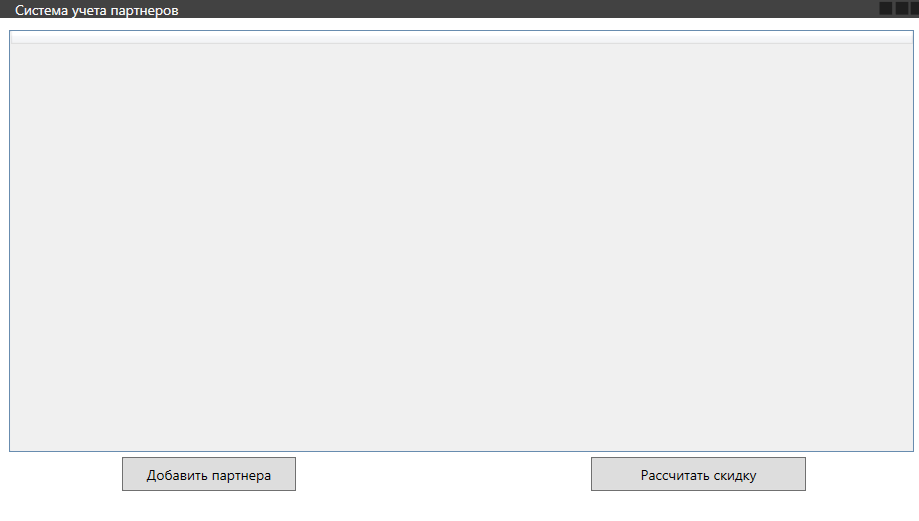 Система учета партнеров
Добавить партнера
Рассчитать скидку